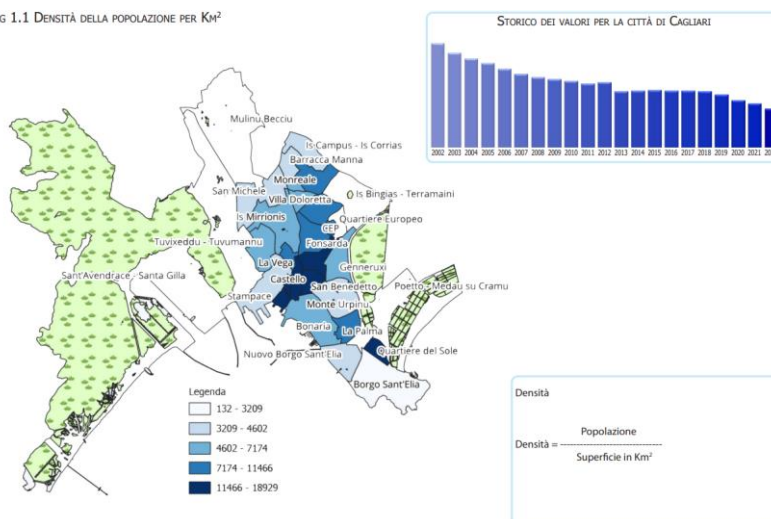 G 1.1 Densità della popolazione per Km²
Storico dei valori per la città di Cagliari
2002 2003 2004 2005 2006 2007 2008 2009 2010 2011 2012 2013 2014 2015 2016 2017 2018 2019 2020 2021
Mulinu Becciu
Is Campus - Is Corrias
Barracca Manna
Monreale
San Michele
Villa Doloretta
Is Bingias - Terramaini
Is Mirrionis
Quartiere Europeo
CEP
Tuvixeddu - Tuvumannu
Fonsarda
La Vega
Genneruxi
Sant'Avendrace - Santa Gilla
Castello
San Benedetto
Poetto - Medau su Cramu
Stampace
Monte Urpinu
Bonaria
La Palma
Nuovo Borgo Sant'Elia
Quartiere del Sole
Borgo Sant'Elia
Legenda
132 - 3209
3209 - 4602
4602 - 7174
7174 - 11466
11466 - 18929
Densità
Popolazione
Densità = ------------------------------
Superficie in Km²